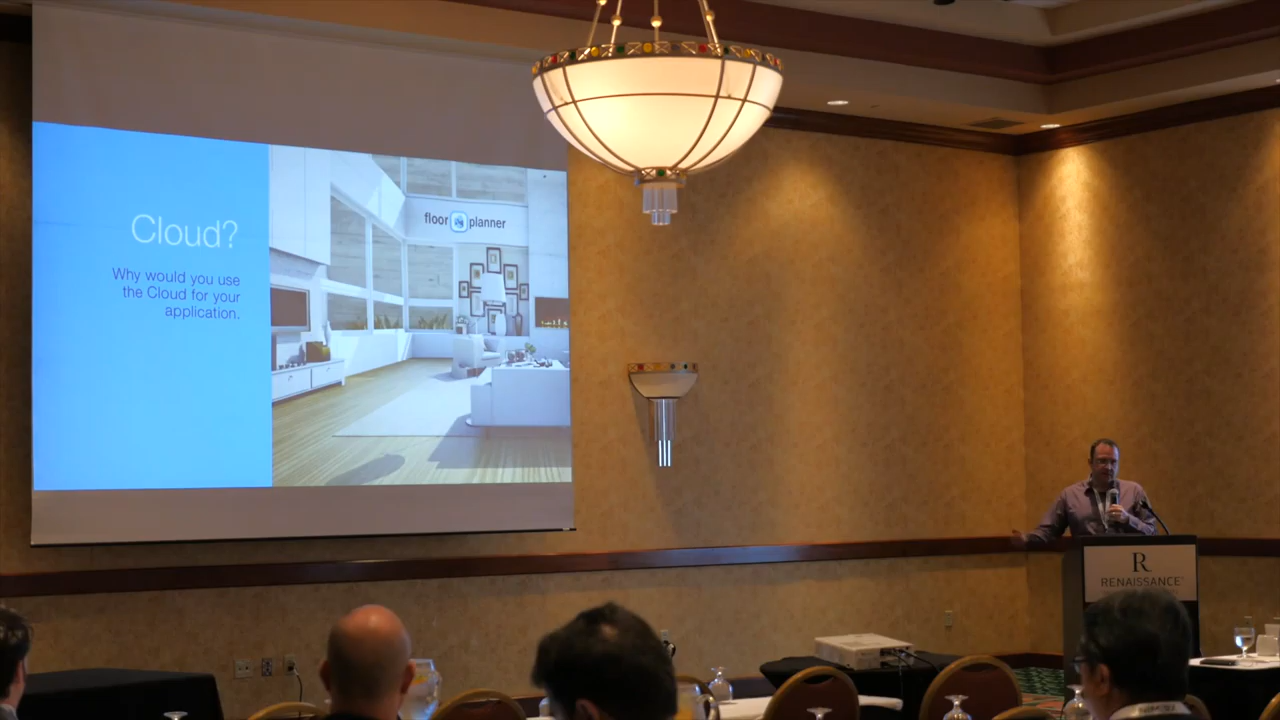 Cloud?
Why would you use
the Cloud for your
application.
floor planner
R
RENAISSANCE